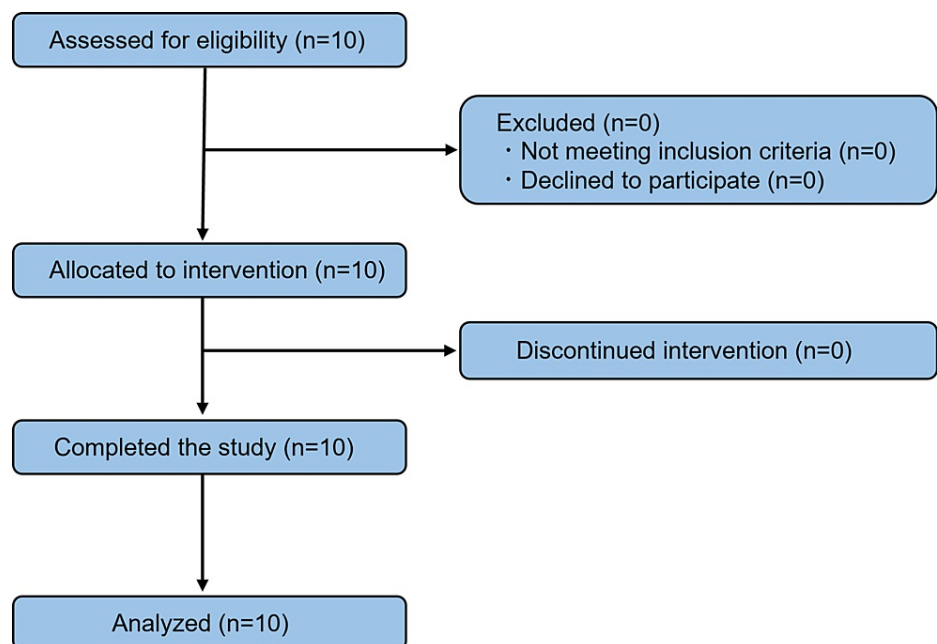 Assessed for eligibility (n=10)
Excluded (n=0)
・Not meeting inclusion criteria (n=0)
・Declined to participate (n=0)
Allocated to intervention (n=10)
Discontinued intervention (n=0)
Completed the study (n=10)
Analyzed (n=10)